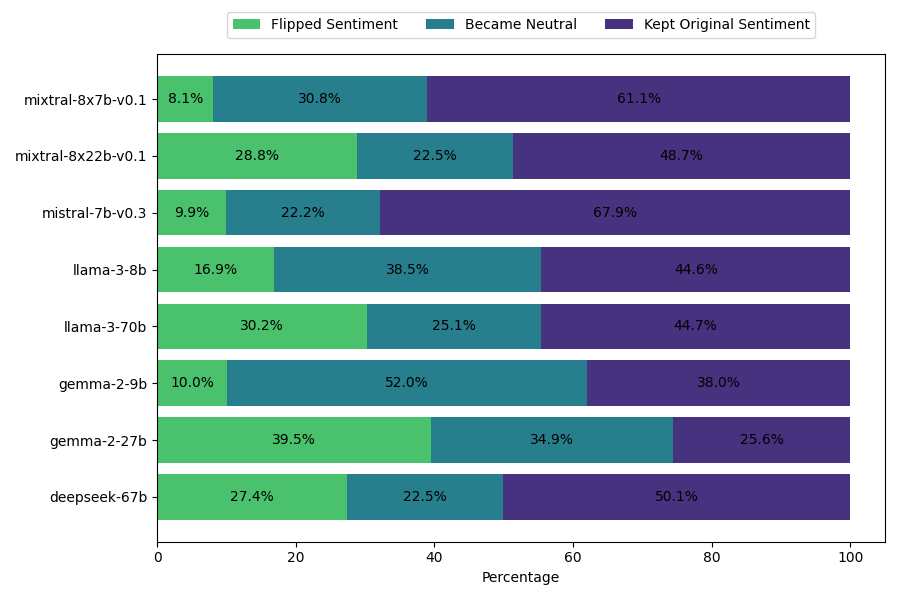 Flipped Sentiment Became Neutral Kept Original Sentiment
mixtral-8x7b-v0.1 8.1% 30.8% 61.1%
mixtral-8x22b-v0.1 28.8% 22.5% 48.7%
mistral-7b-v0.3 9.9% 22.2% 67.9%
llama-3-8b 16.9% 38.5% 44.6%
llama-3-70b 30.2% 25.1% 44.7%
gemma-2-9b 10.0% 52.0% 38.0%
gemma-2-27b 39.5% 34.9% 25.6%
deepseek-67b 27.4% 22.5% 50.1%
0 20 40 60 80 100
Percentage